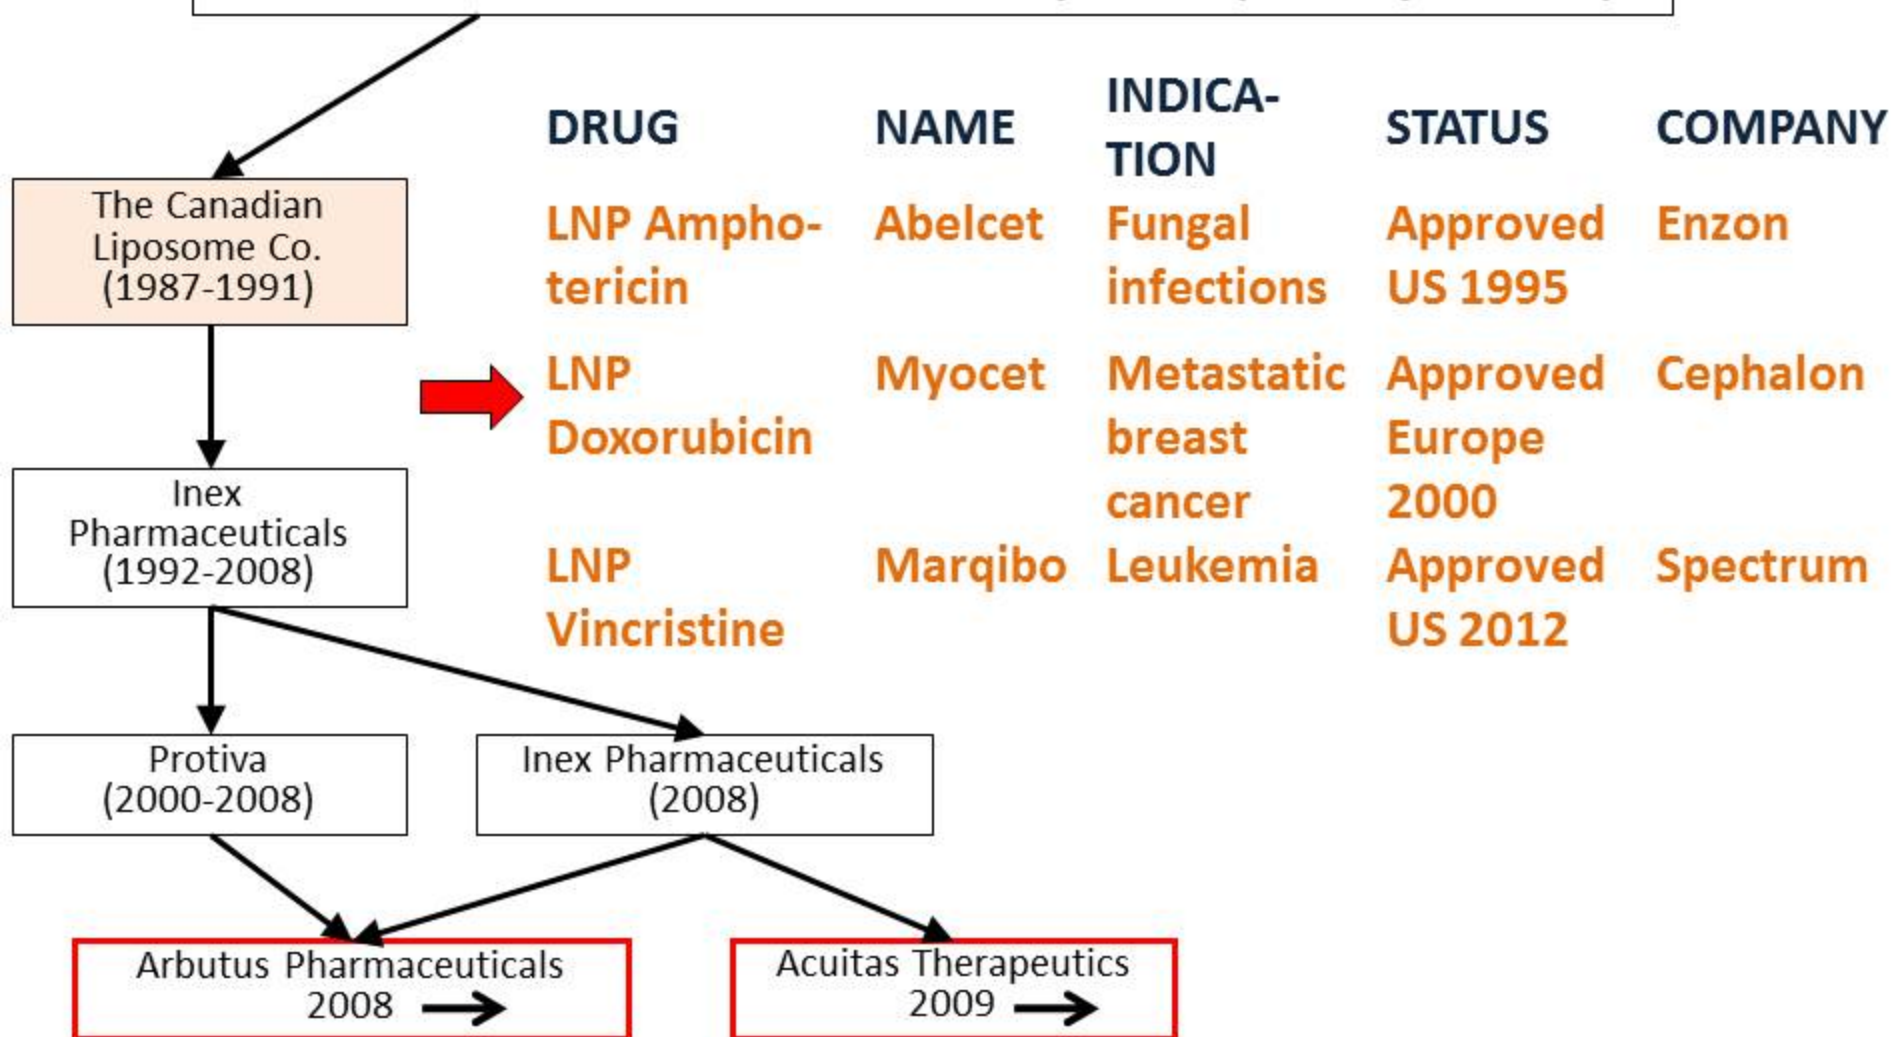 DRUG NAME INDICA-
TION STATUS COMPANY
The Canadian
Liposome Co.
(1987-1991)
LNP Ampho- Abelcet Fungal Approved Enzon
tericin infections US 1995
LNP Myocet Metastatic Approved Cephalon
Doxorubicin breast Europe
cancer 2000
Inex
Pharmaceuticals
(1992-2008)
LNP Marqibo Leukemia Approved Spectrum
Vincristine US 2012
Protiva
(2000-2008)
Inex Pharmaceuticals
(2008)
Arbutus Pharmaceuticals
2008
Acuitas Therapeutics
2009